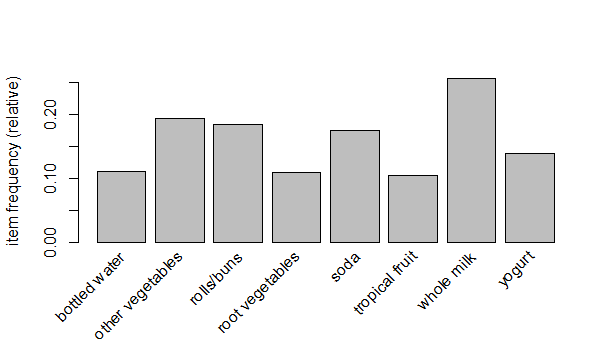 item frequency (relative)
0.20
0.10
0.00
bottled water
other vegetables
rolls/buns
root vegetables
soda
tropical fruit
whole milk
yogurt